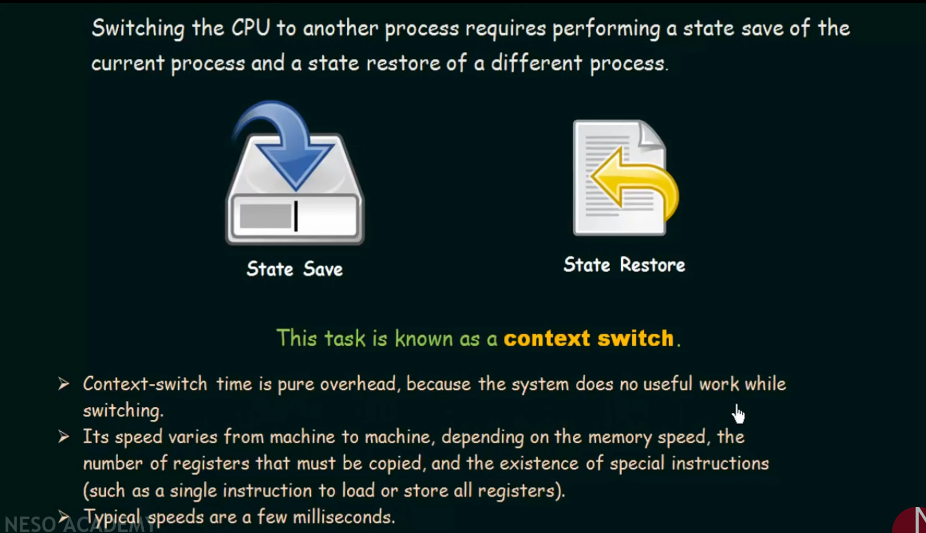 Switching the CPU to another process requires performing a state save of the
current process and a state restore of a different process.
State Save
State Restore
This task is known as a context switch.
➤ Context-switch time is pure overhead, because the system does no useful work while
switching.
➤ Its speed varies from machine to machine, depending on the memory speed, the
number of registers that must be copied, and the existence of special instructions
(such as a single instruction to load or store all registers).
➤ Typical speeds are a few milliseconds.
NESO ACADEMY
N